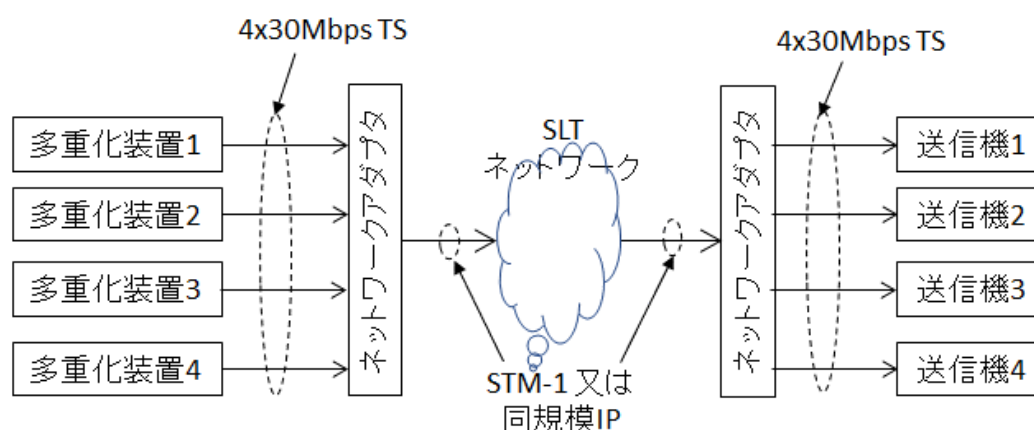 4x30Mbps TS
4x30Mbps TS
多重化装置1
多重化装置2
多重化装置3
多重化装置4
ネットワークアダプタ
SLT
ネットワーク
STM-1 又は
同規模IP
ネットワークアダプタ
送信機1
送信機2
送信機3
送信機4